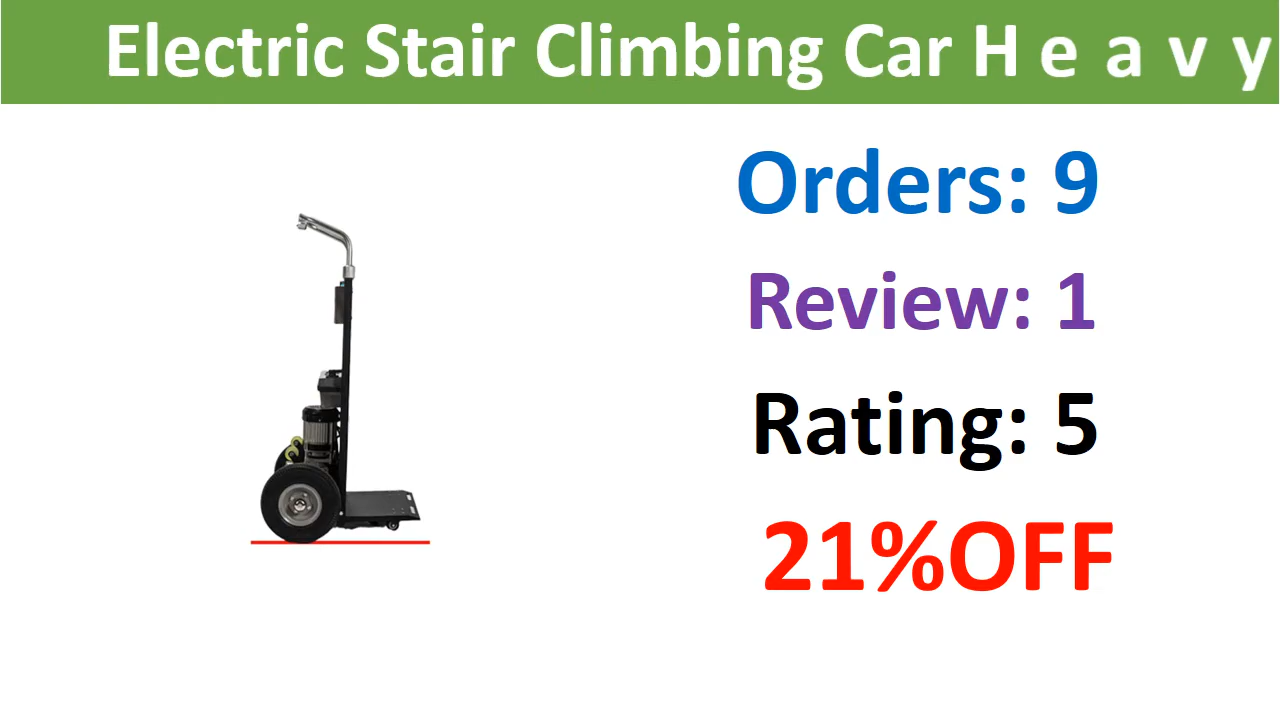 Electric Stair Climbing Car H e a v y
Orders: 9
Review: 1
Rating: 5
21%OFF